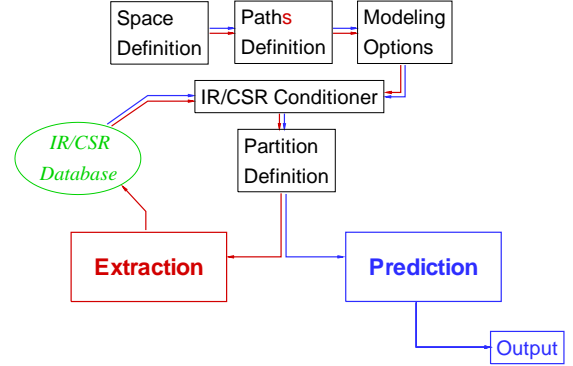 Space
Definition
Paths
Definition
Modeling
Options
IR/CSR Conditioner
IR/CSR
Database
Partition
Definition
Extraction
Prediction
Output